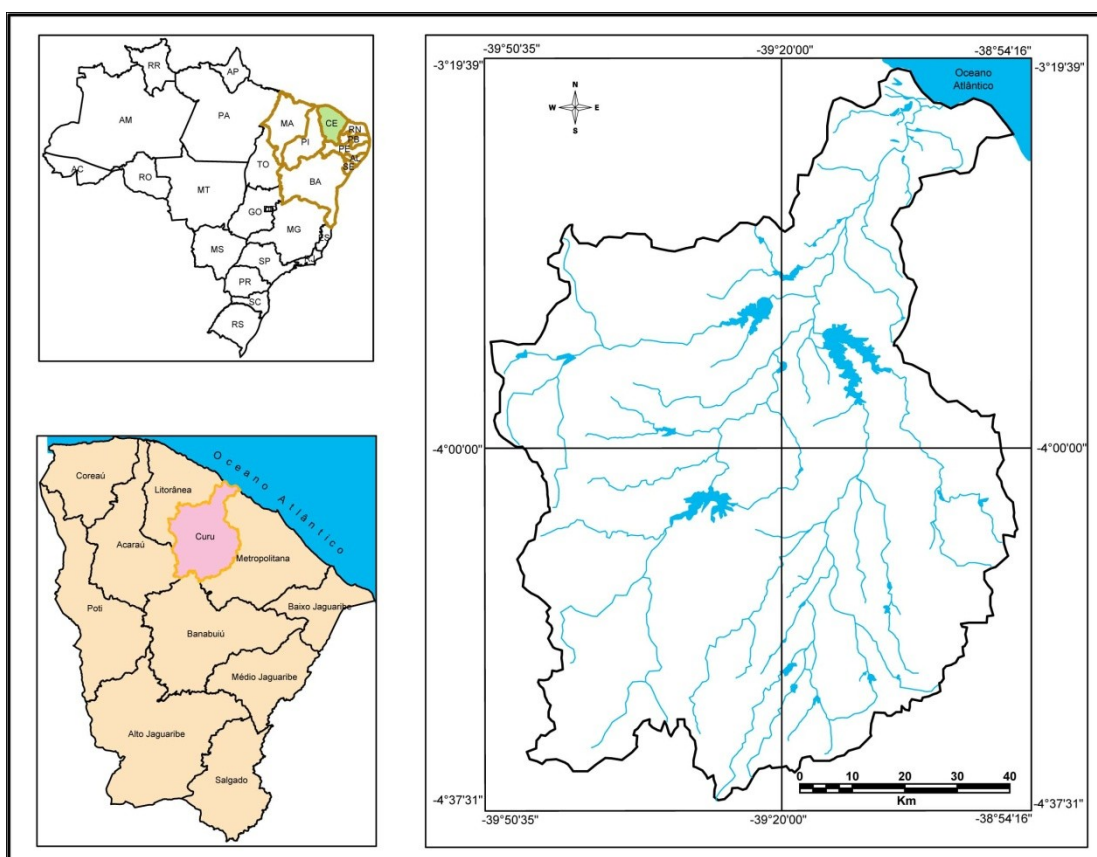 RR
AP
AM
PA
MA
CE
RN
PB
PI
PE
AL
SE
AC
RO
TO
BA
MT
GO
MG
ES
MS
SP
RJ
PR
SC
RS
Oceano Atlântico
Coreaú
Litorânea
Acaraú
Curu
Metropolitana
Poti
Baixo Jaguaribe
Banabuiú
Médio Jaguaribe
Alto Jaguaribe
Salgado
-39°50'35"
-39°20'00"
-38°54'16"
-3°19'39"
-3°19'39"
Oceano
Atlântico
N
W
E
S
-4°00'00"
-4°00'00"
0 10 20 30 40
Km
-4°37'31"
-4°37'31"
-39°50'35"
-39°20'00"
-38°54'16"